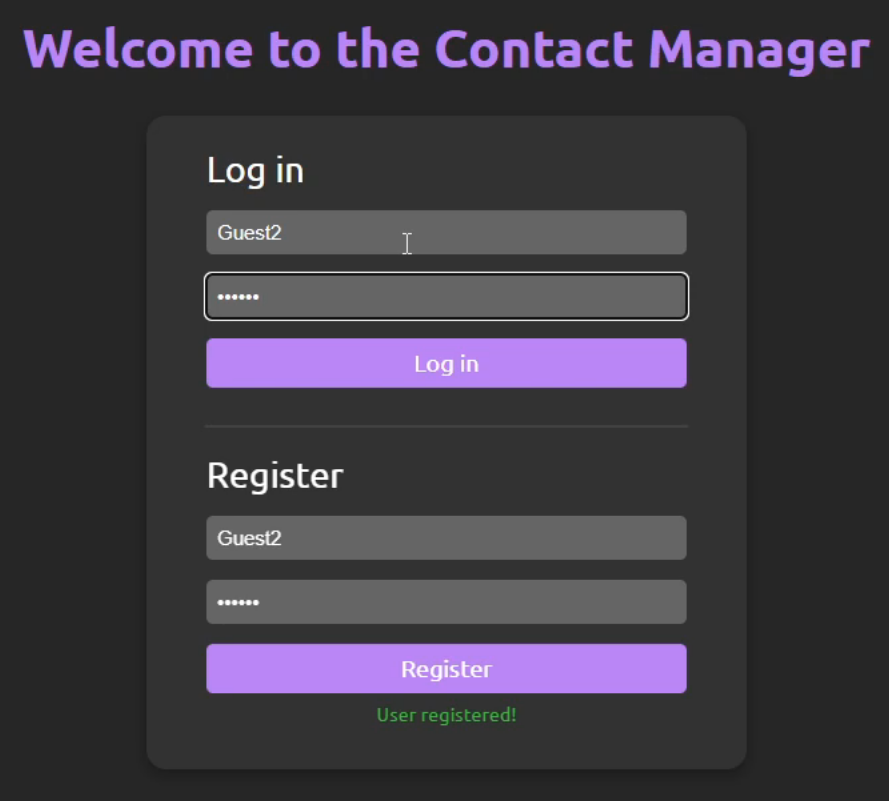 Welcome to the Contact Manager
Log in
Guest2
••••••
Log in
Register
Guest2
••••••
Register
User registered!